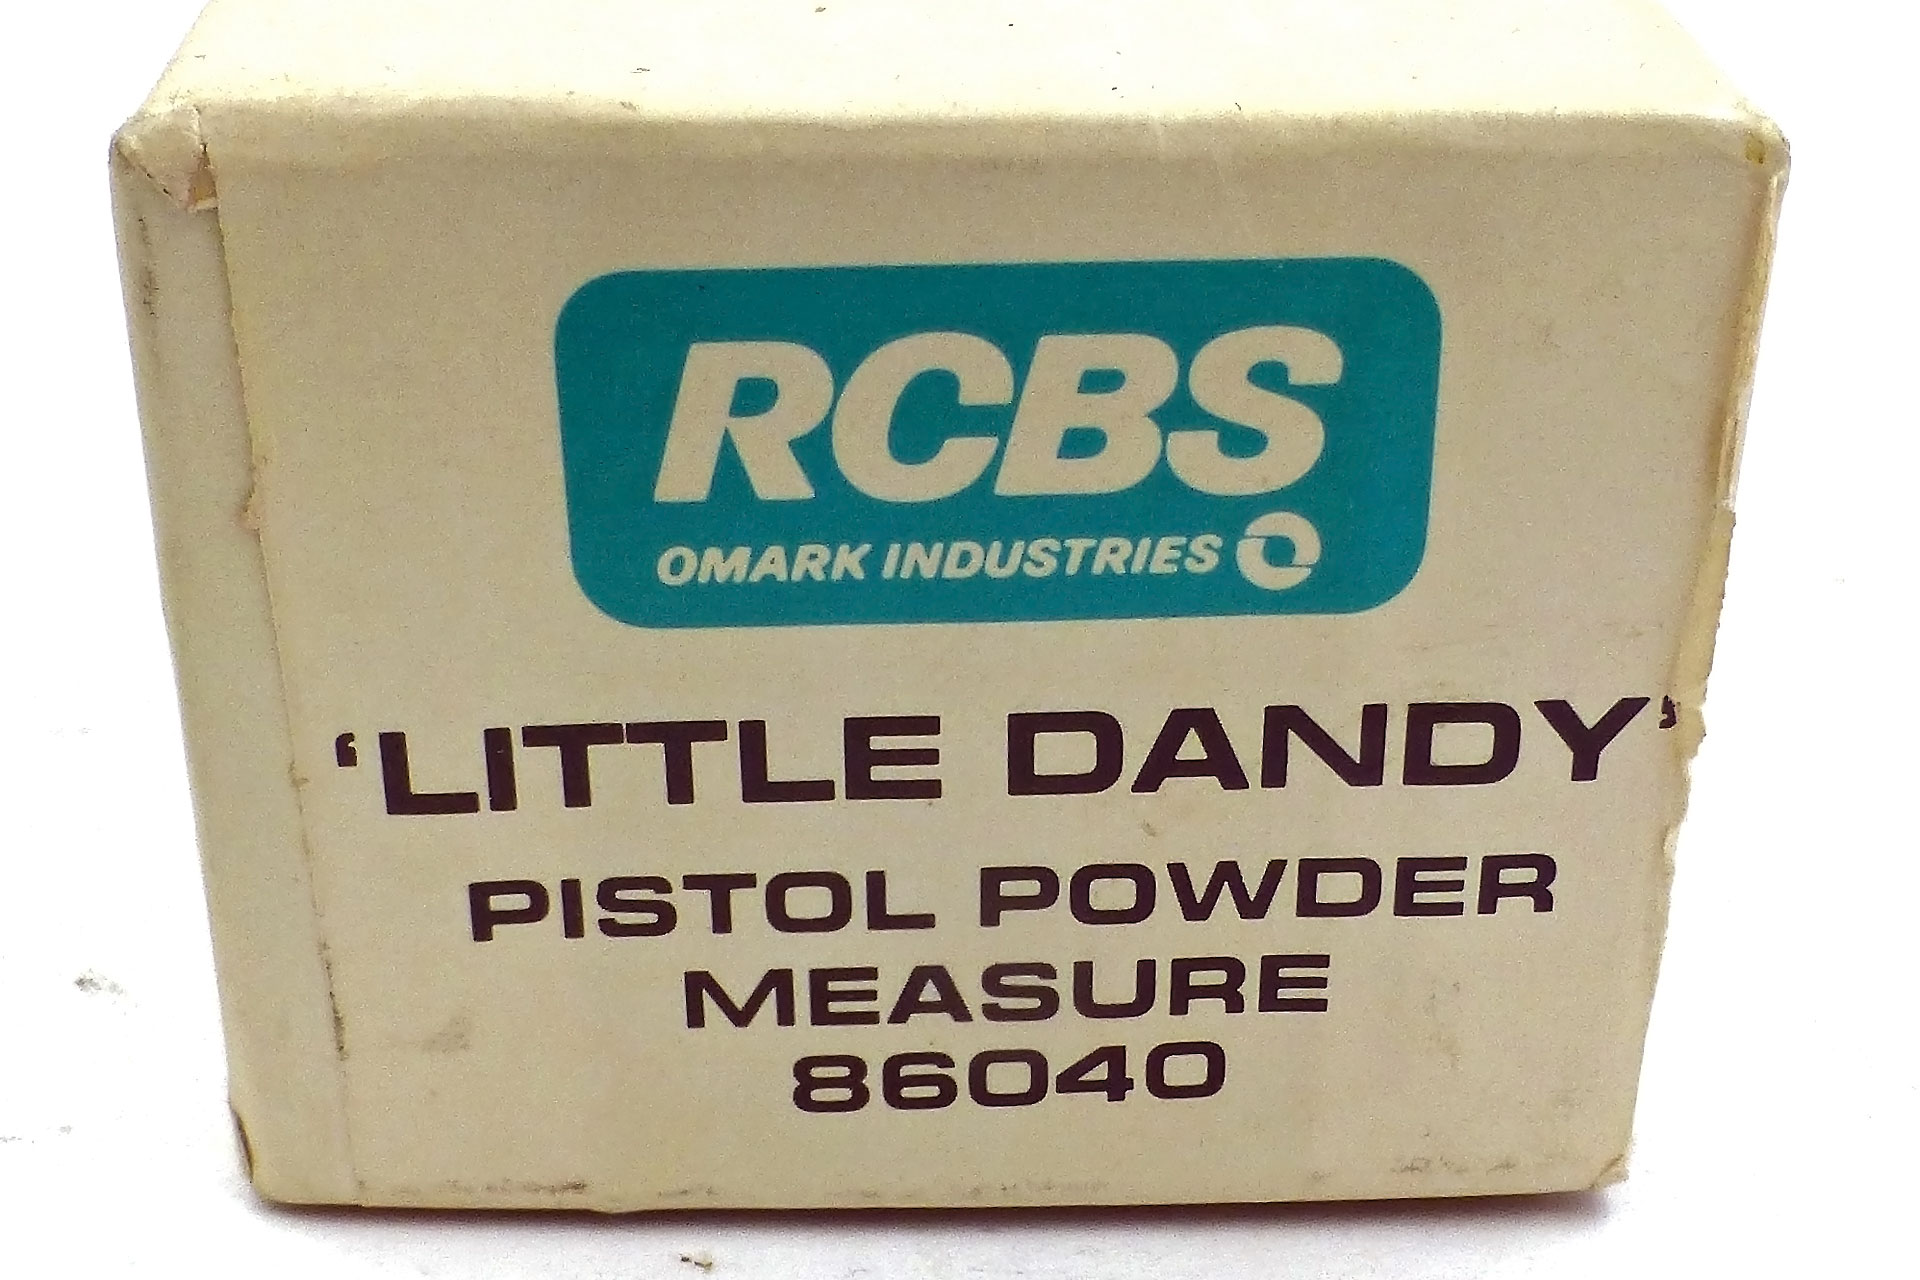 RCBS
OMARK INDUSTRIES
'LITTLE DANDY'
PISTOL POWDER
MEASURE
86040